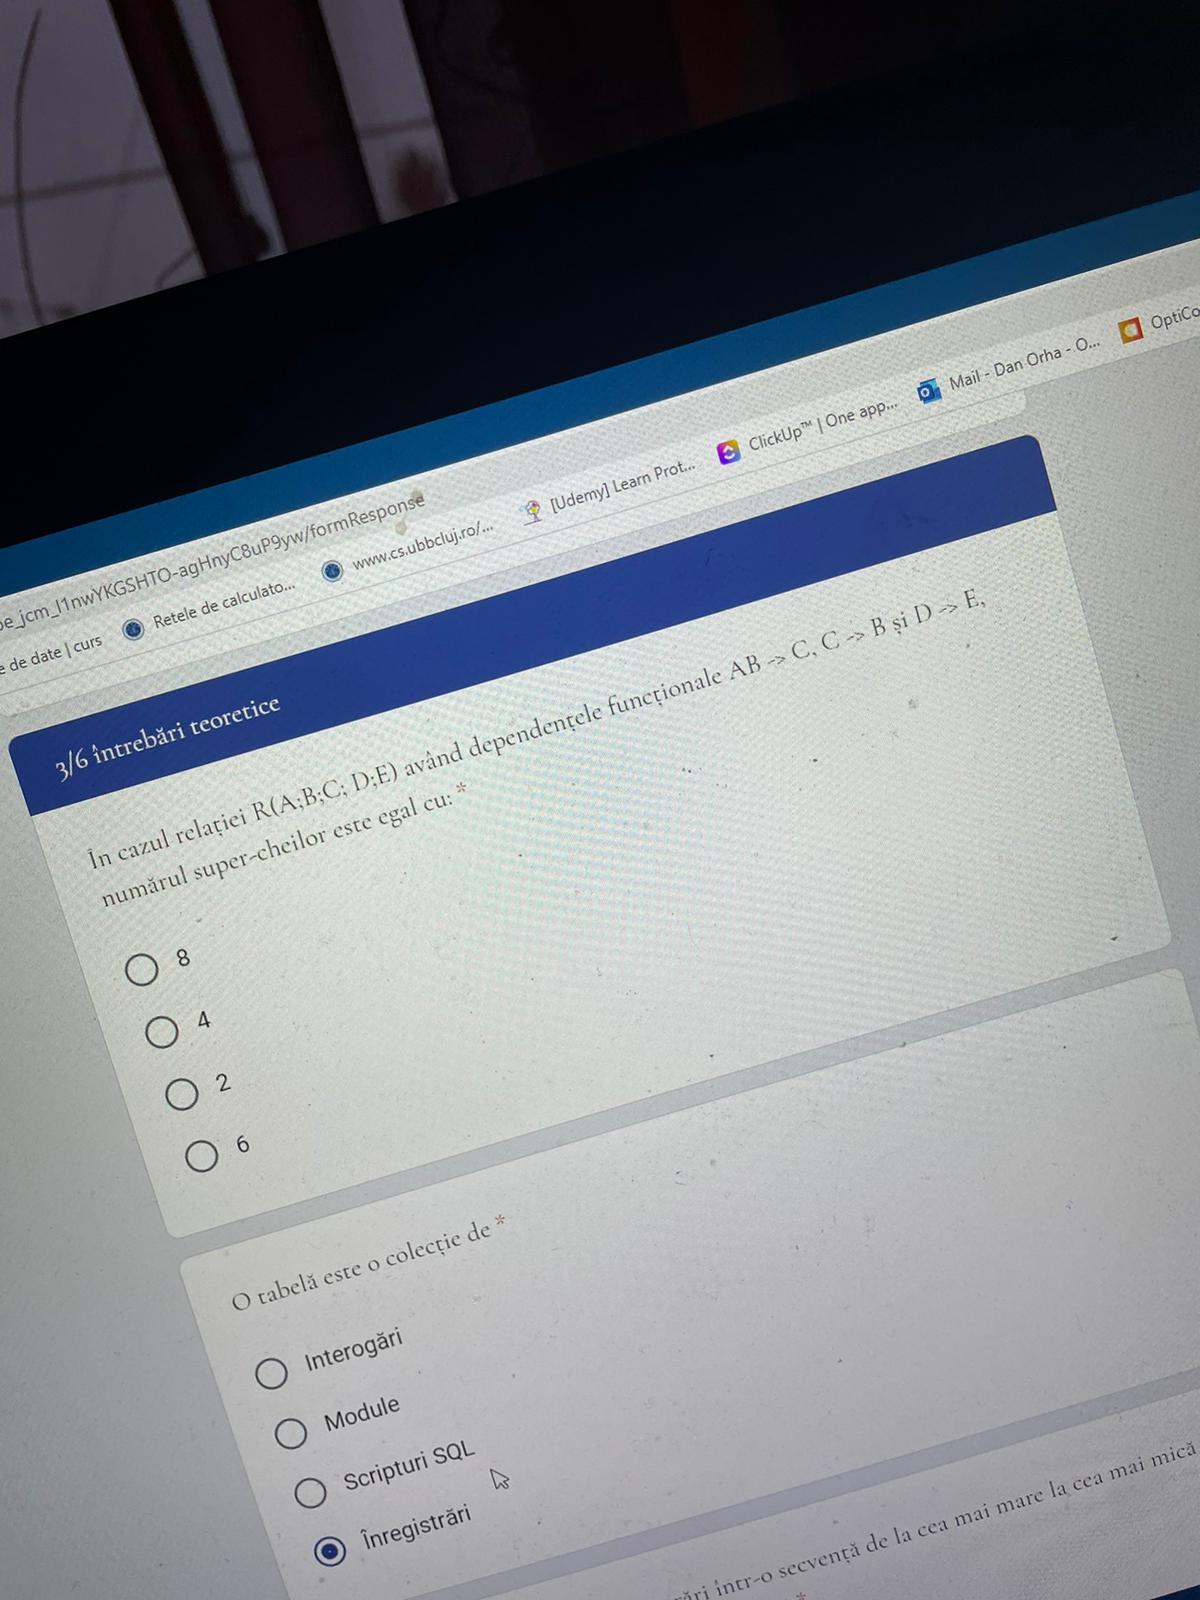 oe_jcm_l1nwYKGSHTO-agHnyC8uP9yw/formResponse
e de date | curs
Retele de calculato...
www.cs.ubbcluj.ro/...
[Udemy] Learn Prot...
ClickUp™ | One app...
Mail - Dan Orha - O...
OptiCo
3/6 întrebări teoretice
În cazul relației R(A;B;C; D;E) având dependențele funcționale AB -> C, C -> B și D -> E,
numărul super-cheilor este egal cu: *
8
4
2
6
O tabelă este o colecție de *
Interogări
Module
Scripturi SQL
Înregistrări
într-o secvență de la cea mai mare la cea mai mică
*